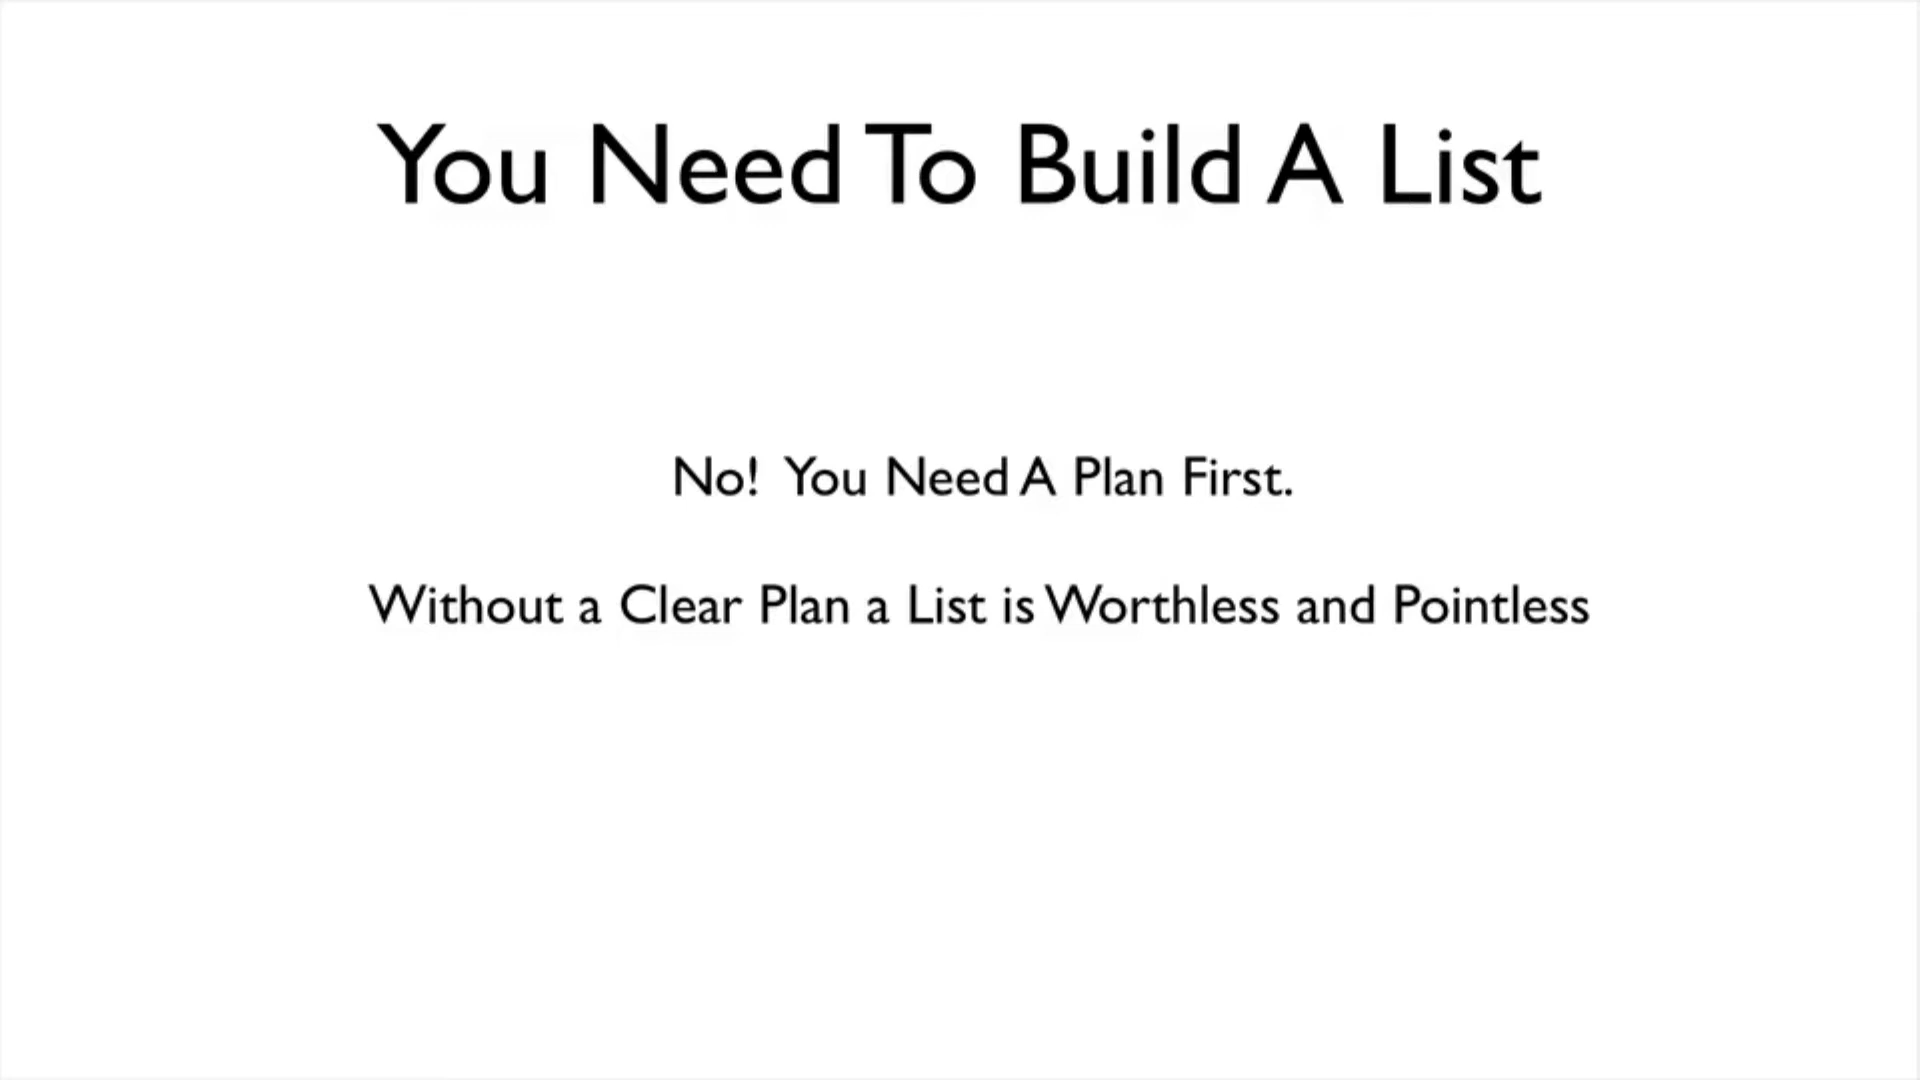 You Need To Build A List
No! You Need A Plan First.
Without a Clear Plan a List is Worthless and Pointless